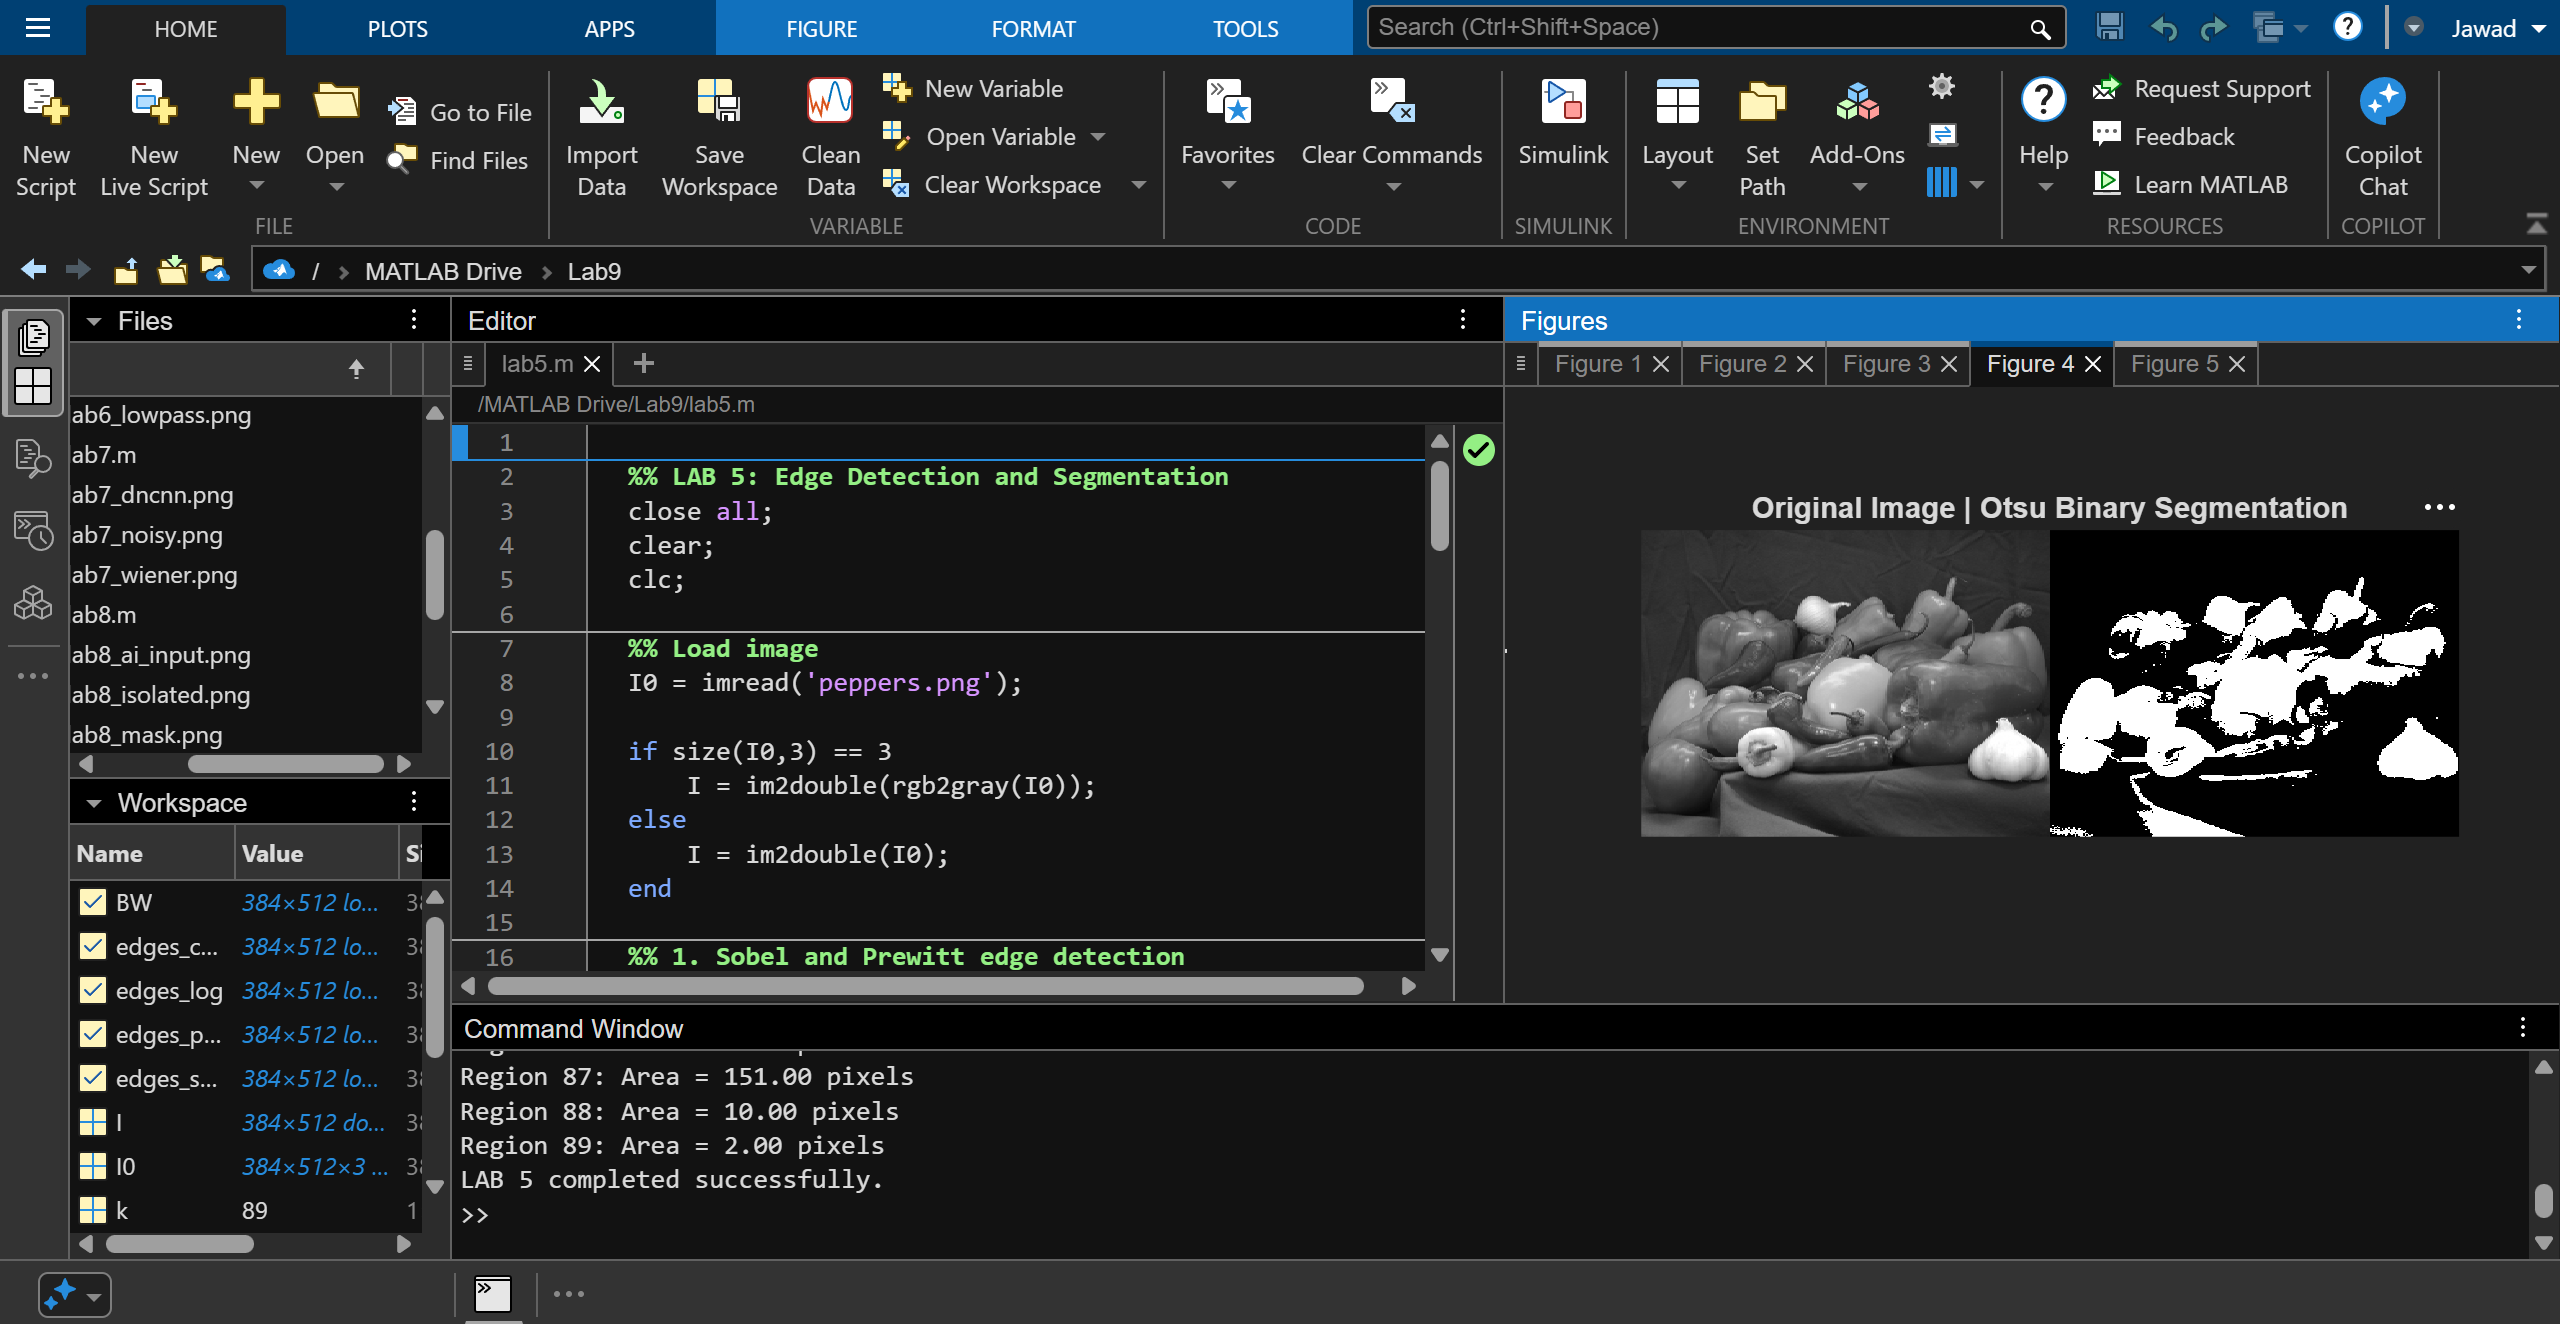 HOME PLOTS APPS FIGURE FORMAT TOOLS Search (Ctrl+Shift+Space) Jawad
New Script
New Live Script
New
Open
Go to File
Find Files
FILE
Import Data
Save Workspace
Clean Data
New Variable
Open Variable
Clear Workspace
VARIABLE
Favorites
Clear Commands
CODE
Simulink
SIMULINK
Layout
Set Path
Add-Ons
ENVIRONMENT
Help
Request Support
Feedback
Learn MATLAB
RESOURCES
Copilot Chat
COPILOT
/ > MATLAB Drive > Lab9
Files
ab6_lowpass.png
ab7.m
ab7_dncnn.png
ab7_noisy.png
ab7_wiener.png
ab8.m
ab8_ai_input.png
ab8_isolated.png
ab8_mask.png
Workspace
Name Value Si
BW 384×512 lo... 38
edges_c... 384×512 lo... 38
edges_log 384×512 lo... 38
edges_p... 384×512 lo... 38
edges_s... 384×512 lo... 38
I 384×512 do... 38
I0 384×512×3 ... 38
k 89 1
Editor
lab5.m
/MATLAB Drive/Lab9/lab5.m
1
2 %% LAB 5: Edge Detection and Segmentation
3 close all;
4 clear;
5 clc;
6
7 %% Load image
8 I0 = imread('peppers.png');
9
10 if size(I0,3) == 3
11 I = im2double(rgb2gray(I0));
12 else
13 I = im2double(I0);
14 end
15
16 %% 1. Sobel and Prewitt edge detection
Figures
Figure 1 Figure 2 Figure 3 Figure 4 Figure 5
Original Image | Otsu Binary Segmentation
Command Window
Region 87: Area = 151.00 pixels
Region 88: Area = 10.00 pixels
Region 89: Area = 2.00 pixels
LAB 5 completed successfully.
>>